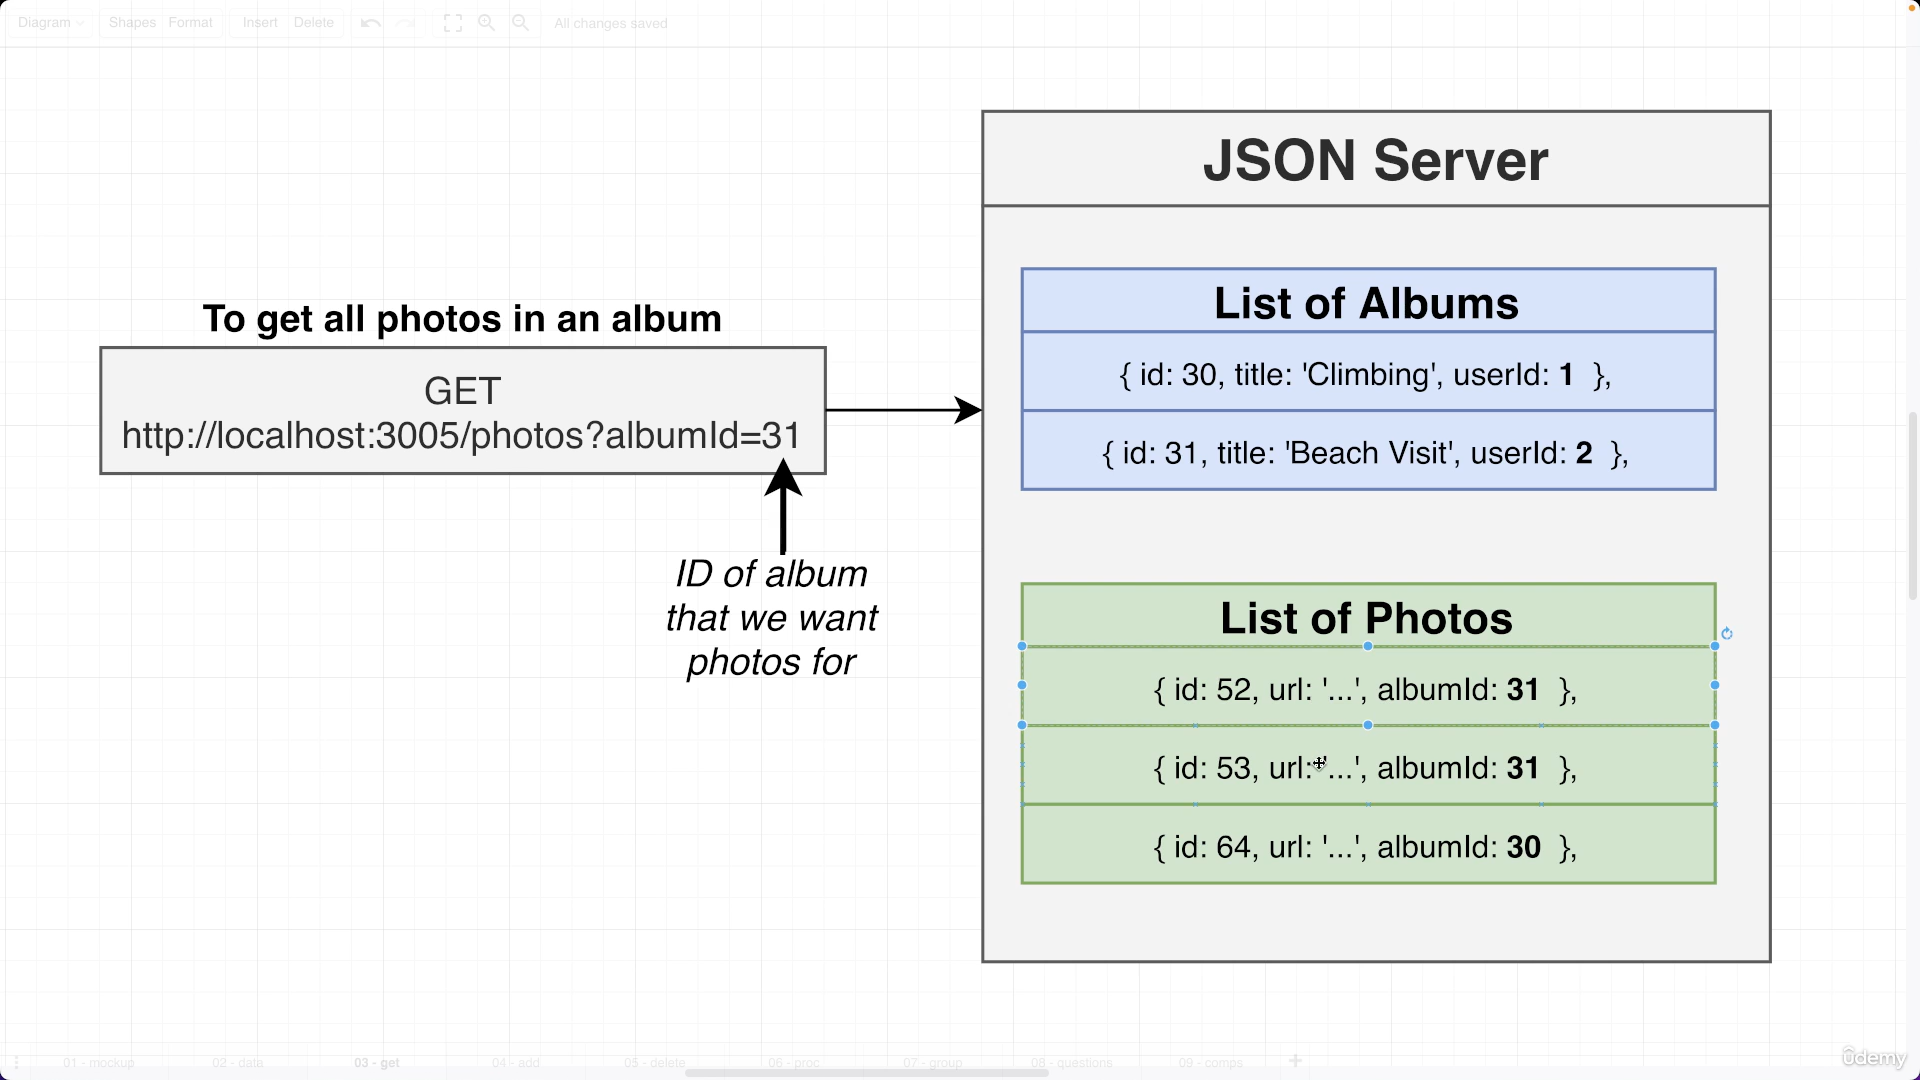 Diagram
Shapes
Format
Insert
Delete
All changes saved
JSON Server
List of Albums
{ id: 30, title: 'Climbing', userId: 1 },
{ id: 31, title: 'Beach Visit', userId: 2 },
To get all photos in an album
GET
http://localhost:3005/photos?albumId=31
ID of album
that we want
photos for
List of Photos
{ id: 52, url: '...', albumId: 31 },
{ id: 53, url: '...', albumId: 31 },
{ id: 64, url: '...', albumId: 30 },
01 - mockup
02 - data
03 - get
04 - add
05 - delete
06 - proc
07 - group
08 - questions
09 - comps
ûdemy